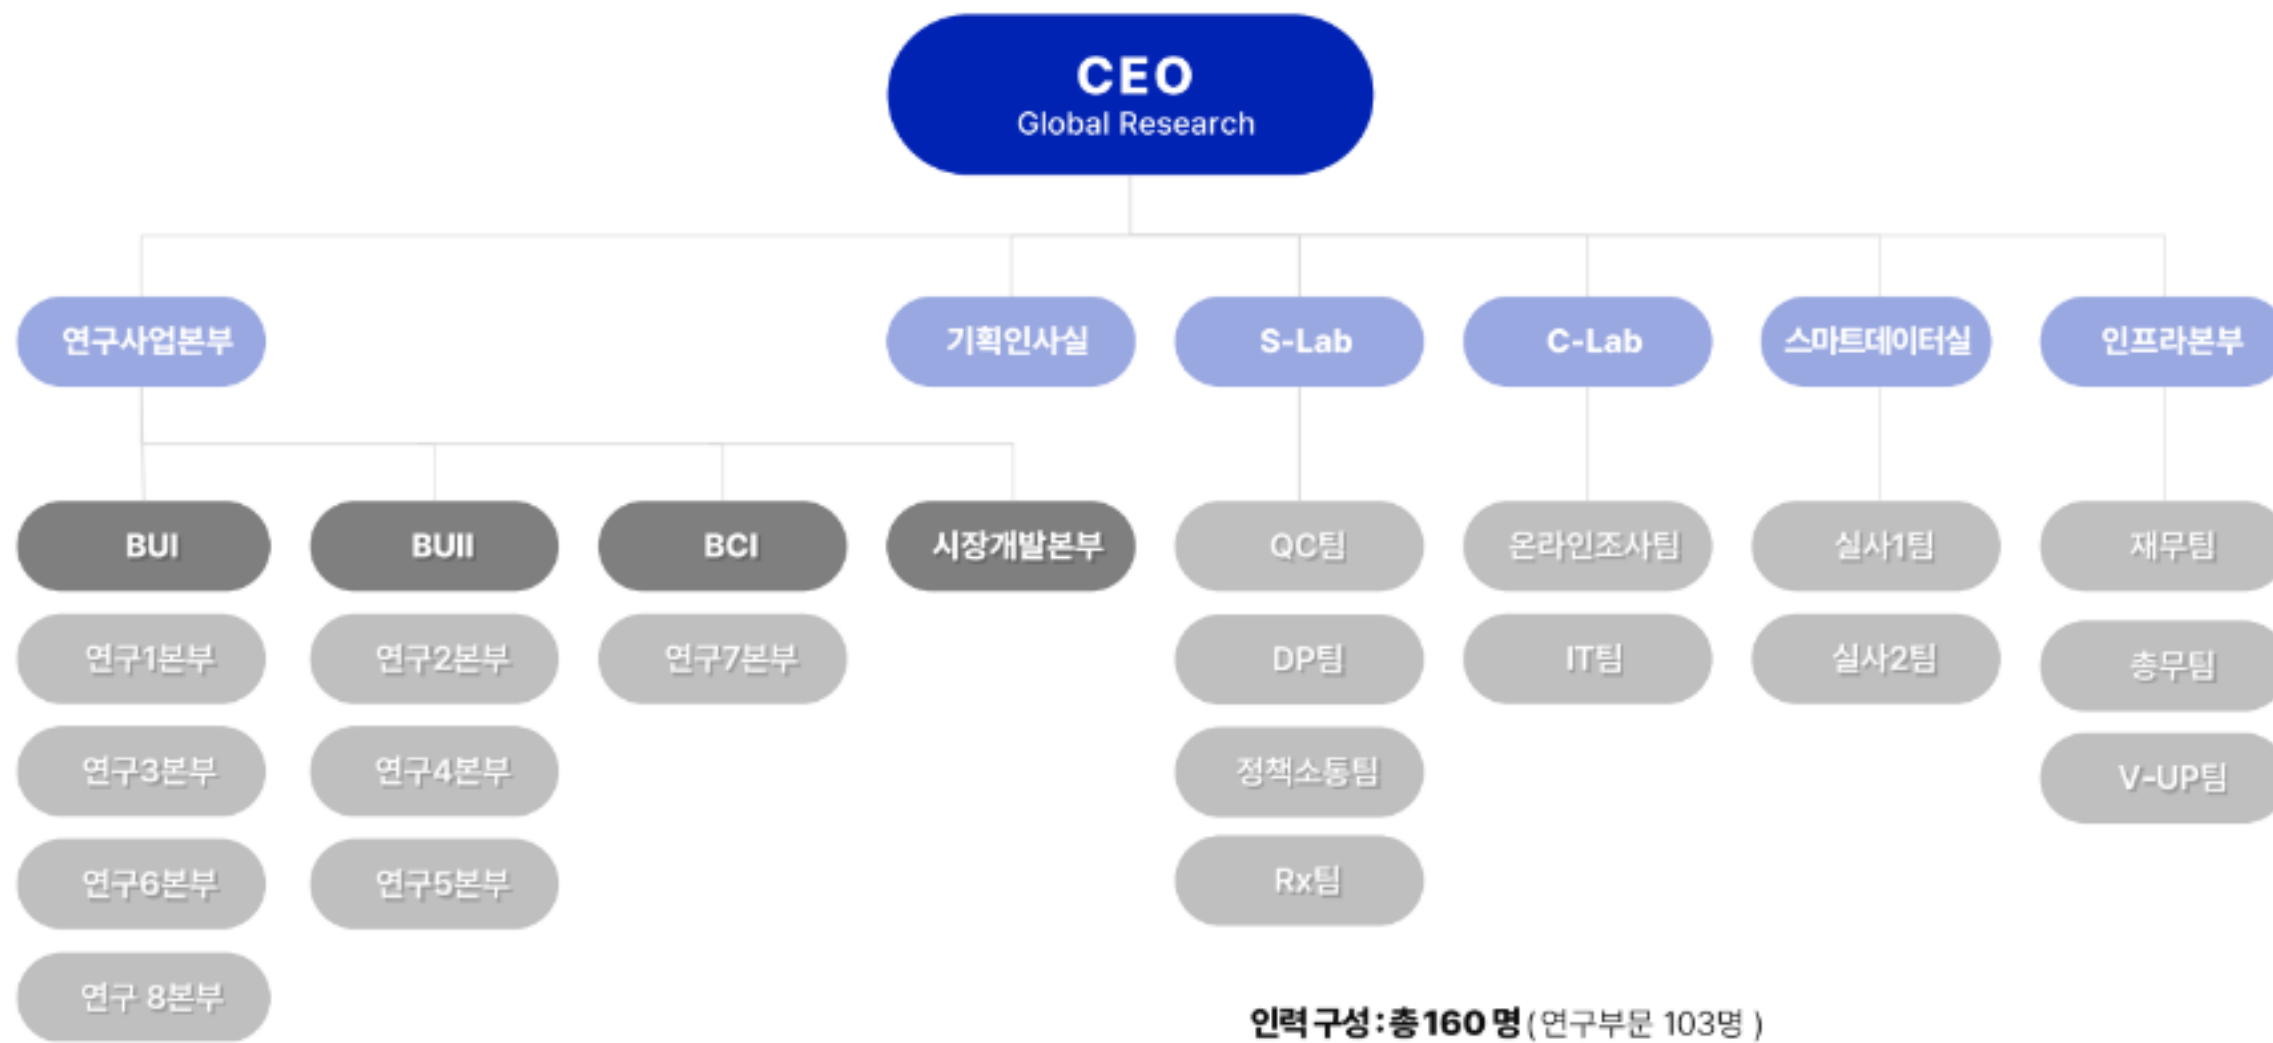 CEO
Global Research
연구사업본부
기획인사실
S-Lab
C-Lab
스마트데이터실
인프라본부
BUI
BUII
BCI
시장개발본부
QC팀
온라인조사팀
실사1팀
재무팀
연구1본부
연구2본부
연구7본부
DP팀
IT팀
실사2팀
총무팀
연구3본부
연구4본부
정책소통팀
V-UP팀
연구6본부
연구5본부
Rx팀
연구 8본부
인력 구성 : 총 160 명 ( 연구부문 103명 )